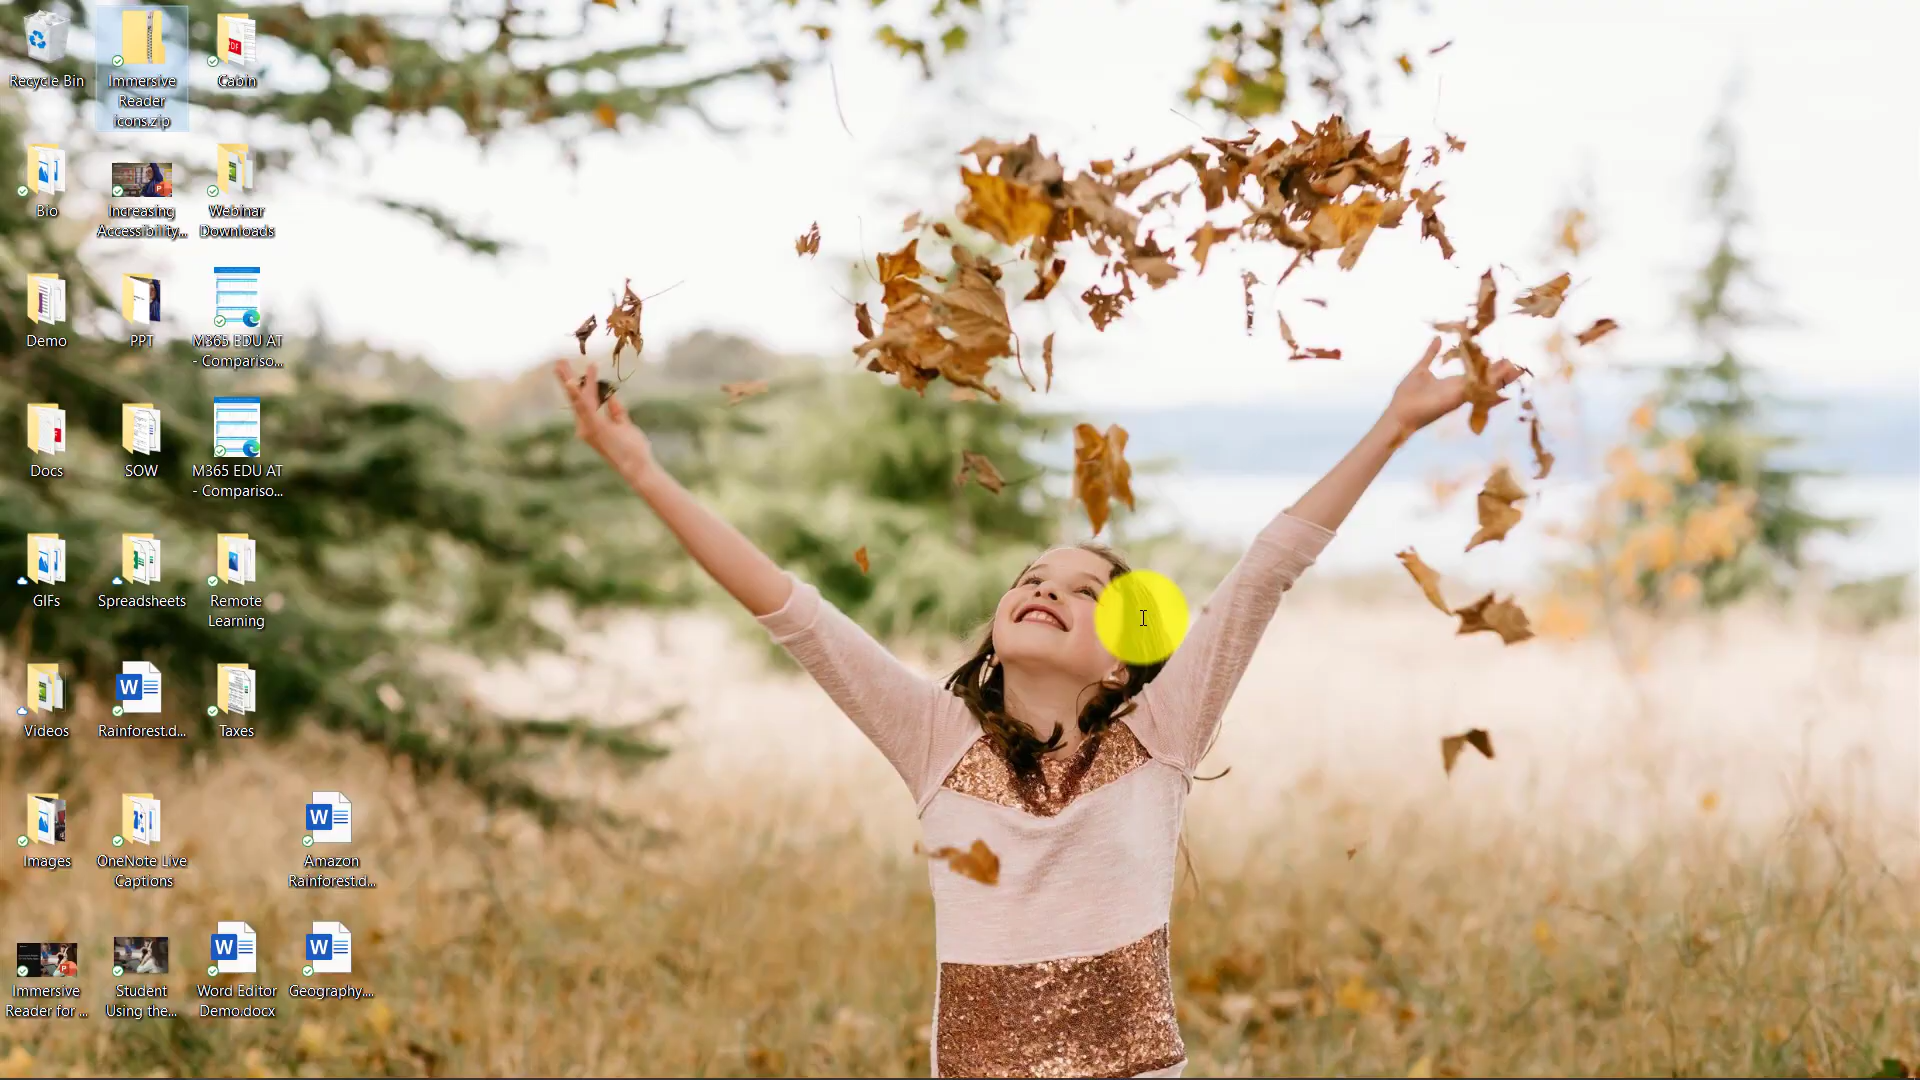 Recycle Bin
Immersive
Reader
icons.zip
Cabin
Bio
Increasing
Accessibility...
Webinar
Downloads
Demo
PPT
M365 EDU AT
- Compariso...
Docs
SOW
M365 EDU AT
- Compariso...
GIFs
Spreadsheets
Remote
Learning
Videos
Rainforest.d...
Taxes
Images
OneNote Live
Captions
Amazon
Rainforest.d...
Immersive
Reader for ...
Student
Using the...
Word Editor
Demo.docx
Geography....